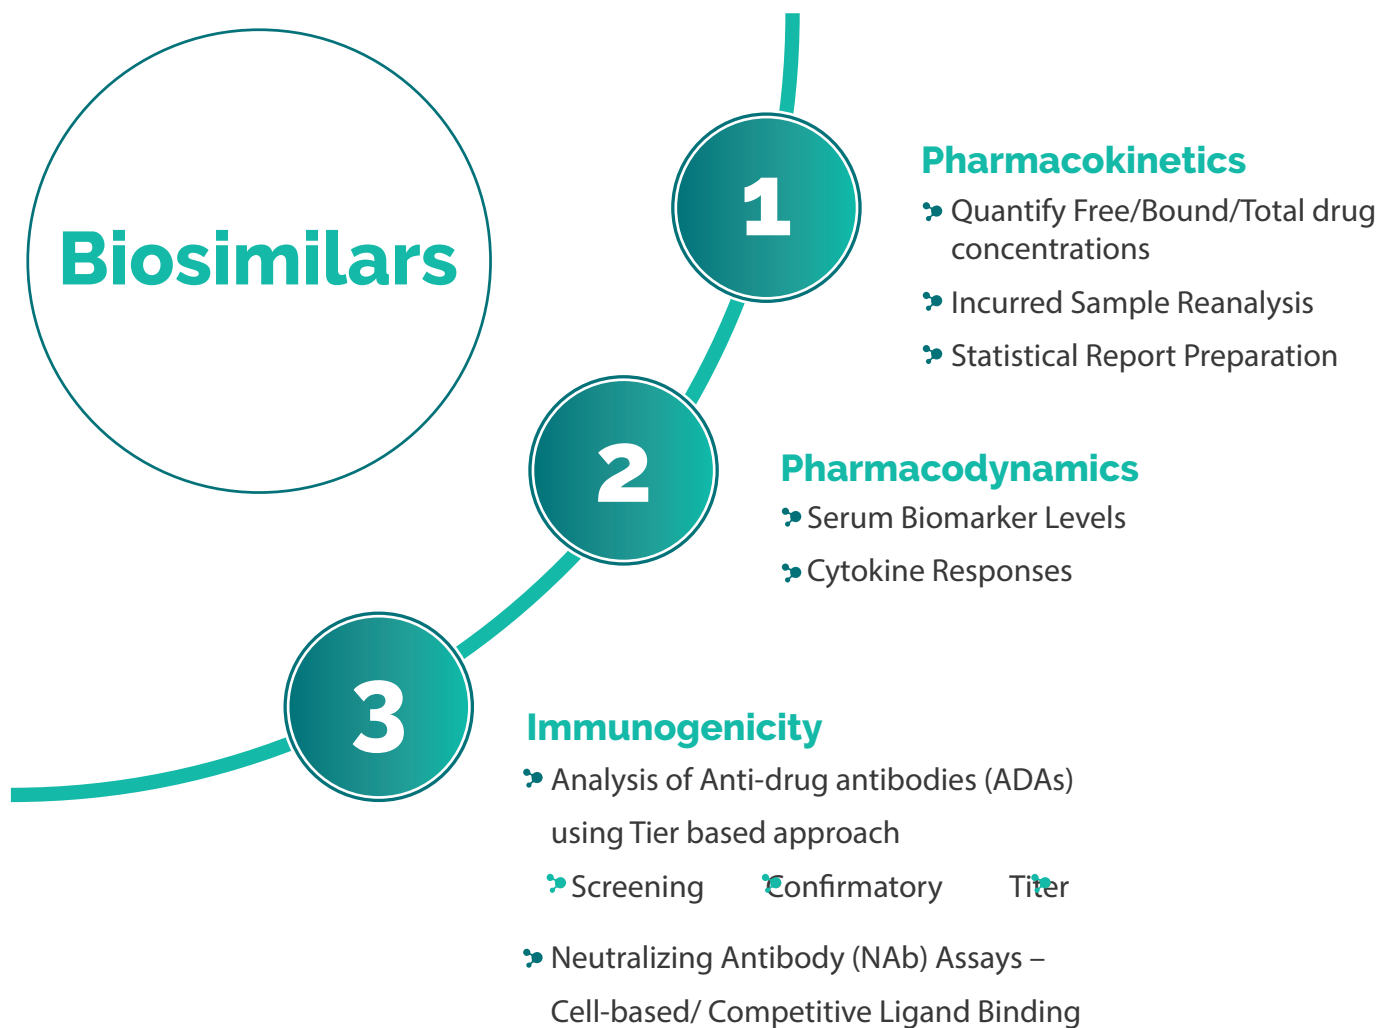 Biosimilars
1
Pharmacokinetics
Quantify Free/Bound/Total drug
concentrations
Incurred Sample Reanalysis
Statistical Report Preparation
2
Pharmacodynamics
Serum Biomarker Levels
Cytokine Responses
3
Immunogenicity
Analysis of Anti-drug antibodies (ADAs)
using Tier based approach
Screening Confirmatory Titer
Neutralizing Antibody (NAb) Assays –
Cell-based/ Competitive Ligand Binding